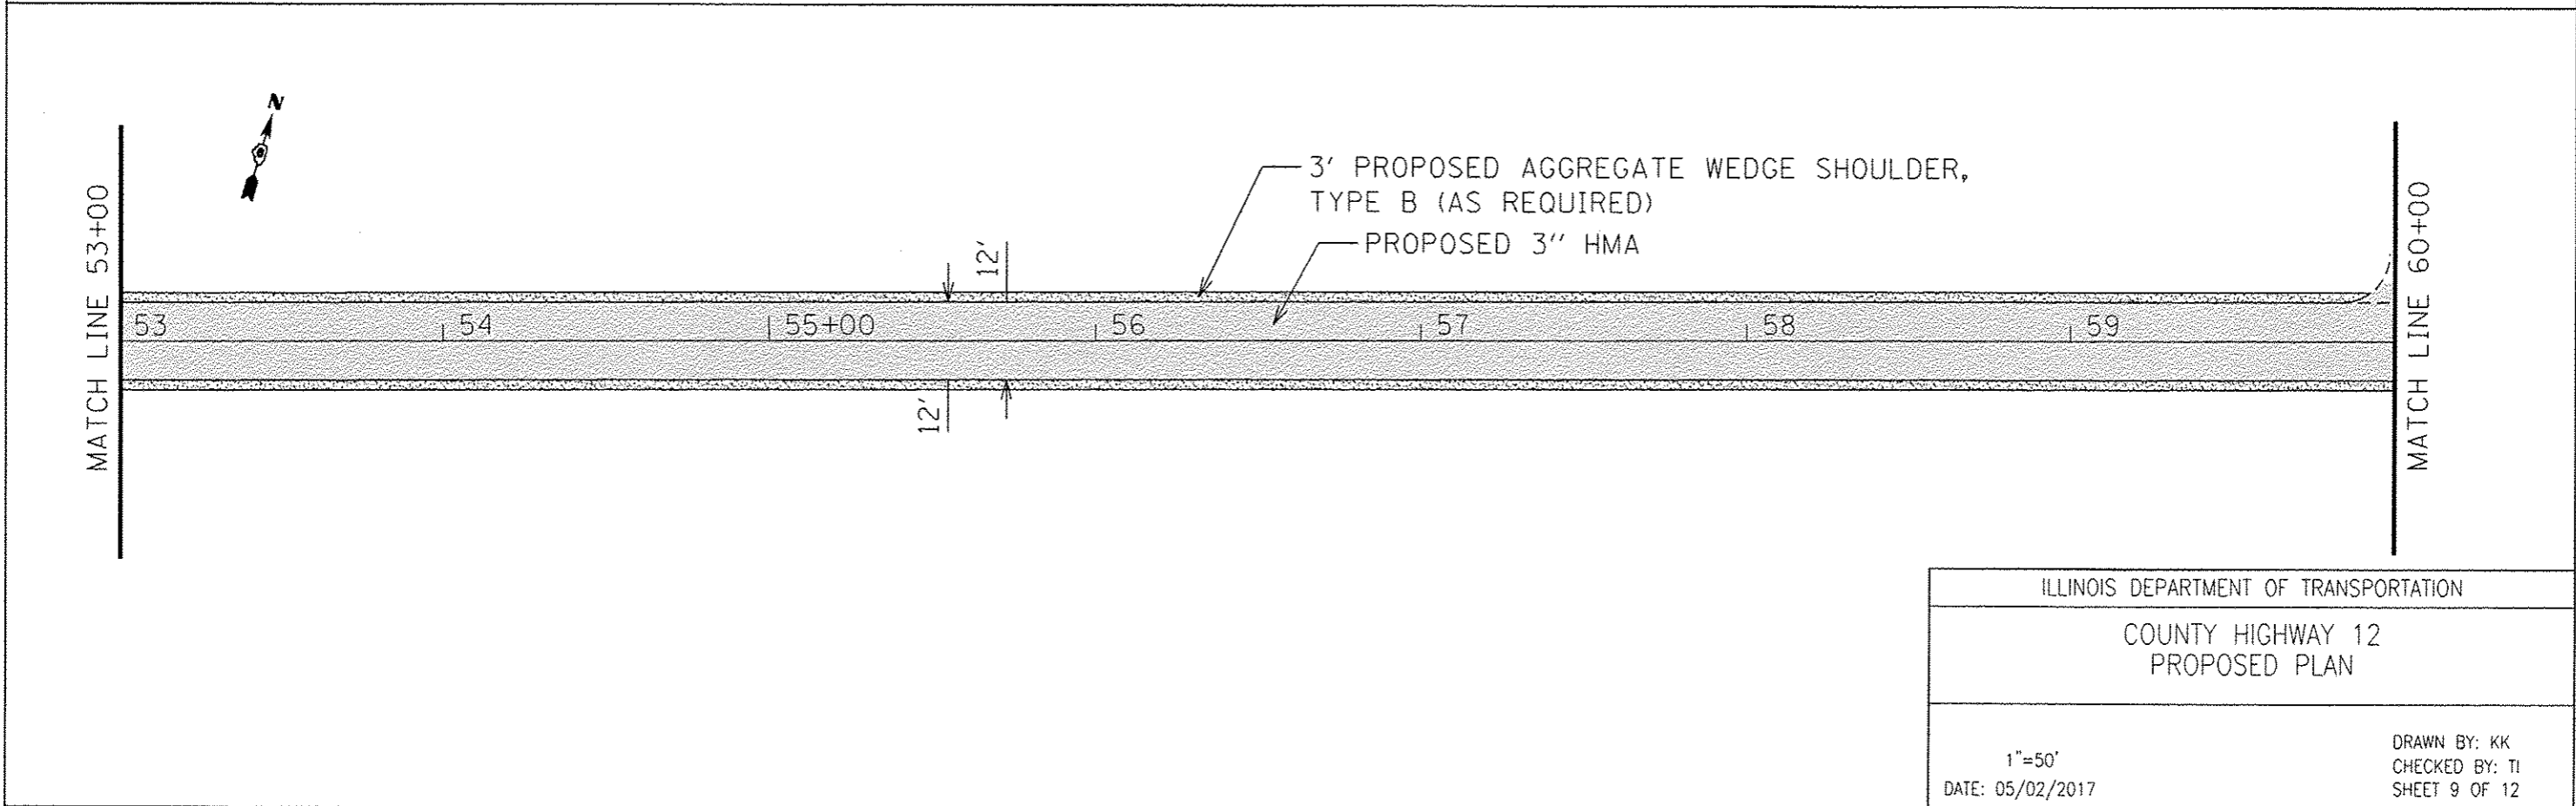 N
MATCH LINE 53+00
3' PROPOSED AGGREGATE WEDGE SHOULDER,
TYPE B (AS REQUIRED)
PROPOSED 3" HMA
12'
53
54
55+00
56
57
58
59
12'
MATCH LINE 60+00
ILLINOIS DEPARTMENT OF TRANSPORTATION
COUNTY HIGHWAY 12
PROPOSED PLAN
1"=50'
DATE: 05/02/2017
DRAWN BY: KK
CHECKED BY: TI
SHEET 9 OF 12